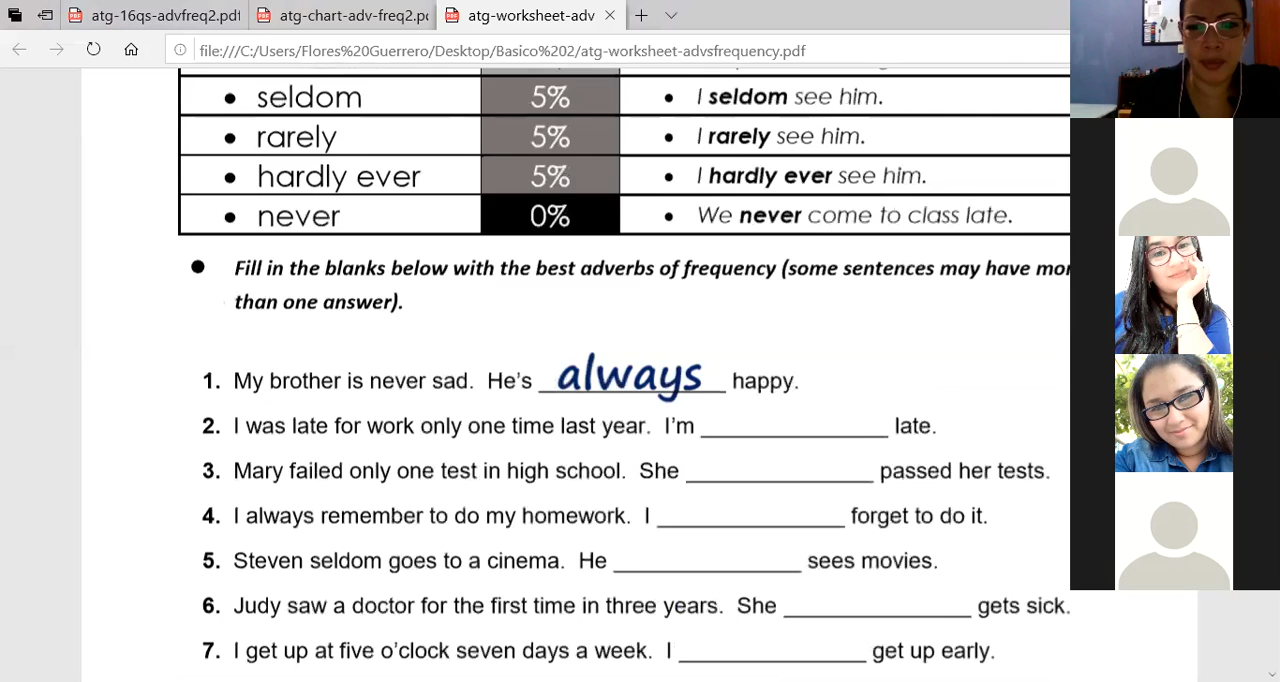 atg-16qs-advfreq2.pdf
atg-chart-adv-freq2.pd
atg-worksheet-adv
file:///C:/Users/Flores%20Guerrero/Desktop/Basico%202/atg-worksheet-advsfrequency.pdf
• seldom 5% • I seldom see him.
• rarely 5% • I rarely see him.
• hardly ever 5% • I hardly ever see him.
• never 0% • We never come to class late.
● Fill in the blanks below with the best adverbs of frequency (some sentences may have mor
than one answer).
1. My brother is never sad. He's always happy.
2. I was late for work only one time last year. I'm ________________ late.
3. Mary failed only one test in high school. She ________________ passed her tests.
4. I always remember to do my homework. I ________________ forget to do it.
5. Steven seldom goes to a cinema. He ________________ sees movies.
6. Judy saw a doctor for the first time in three years. She ________________ gets sick.
7. I get up at five o'clock seven days a week. I ________________ get up early.